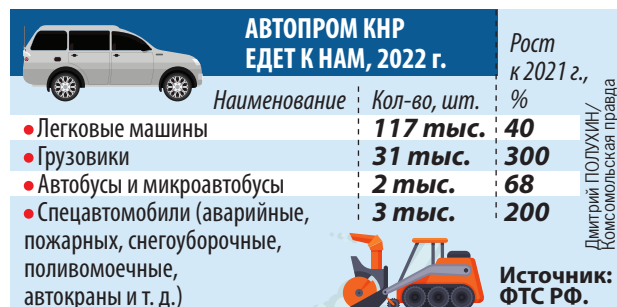 АВТОПРОМ КНР
ЕДЕТ К НАМ, 2022 г.
Рост
к 2021 г.,
%
Наименование Кол-во, шт.
• Легковые машины 117 тыс. 40
• Грузовики 31 тыс. 300
• Автобусы и микроавтобусы 2 тыс. 68
• Спецавтомобили (аварийные, 3 тыс. 200
пожарных, снегоуборочные,
поливомоечные,
автокраны и т. д.)
Источник:
ФТС РФ.
Дмитрий ПОЛУХИН/
Комсомольская правда